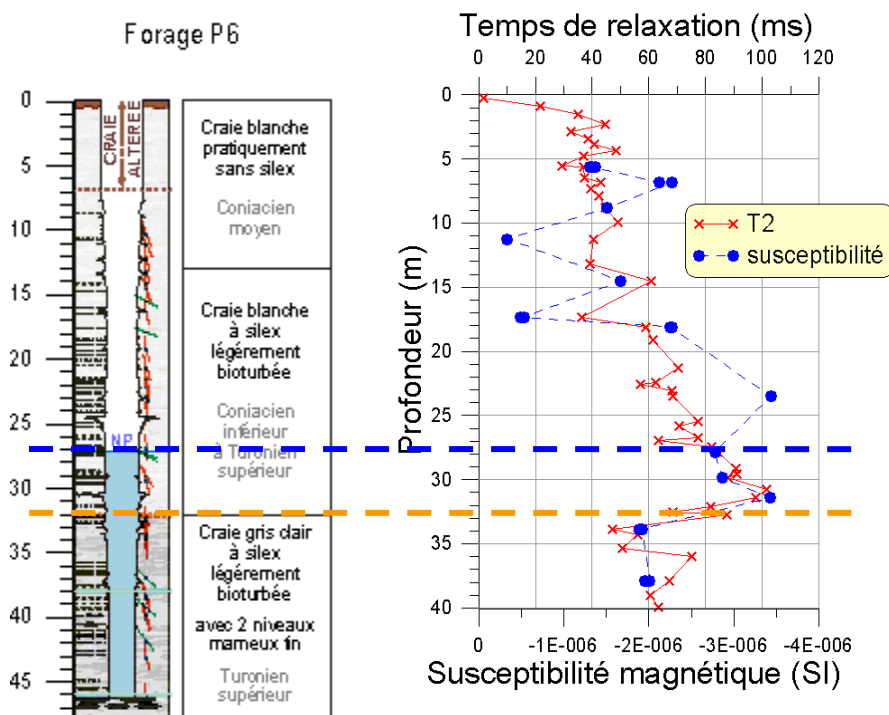 Forage P6
0
5
10
15
20
25
30
35
40
45
CRAIE
ALTEREE
NP
Craie blanche
pratiquement
sans silex
Coniacien
moyen
Craie blanche
à silex
légérement
bioturbée
Coniacien
inférieur
à Turonien
supérieur
Craie gris clair
à silex
légérement
bioturbée
avec 2 niveaux
marneux fin
Turonien
supérieur
Temps de relaxation (ms)
0 20 40 60 80 100 120
Profondeur (m)
0
5
10
15
20
25
30
35
40
T2
susceptibilité
0 -1E-006 -2E-006 -3E-006 -4E-006
Susceptibilité magnétique (SI)